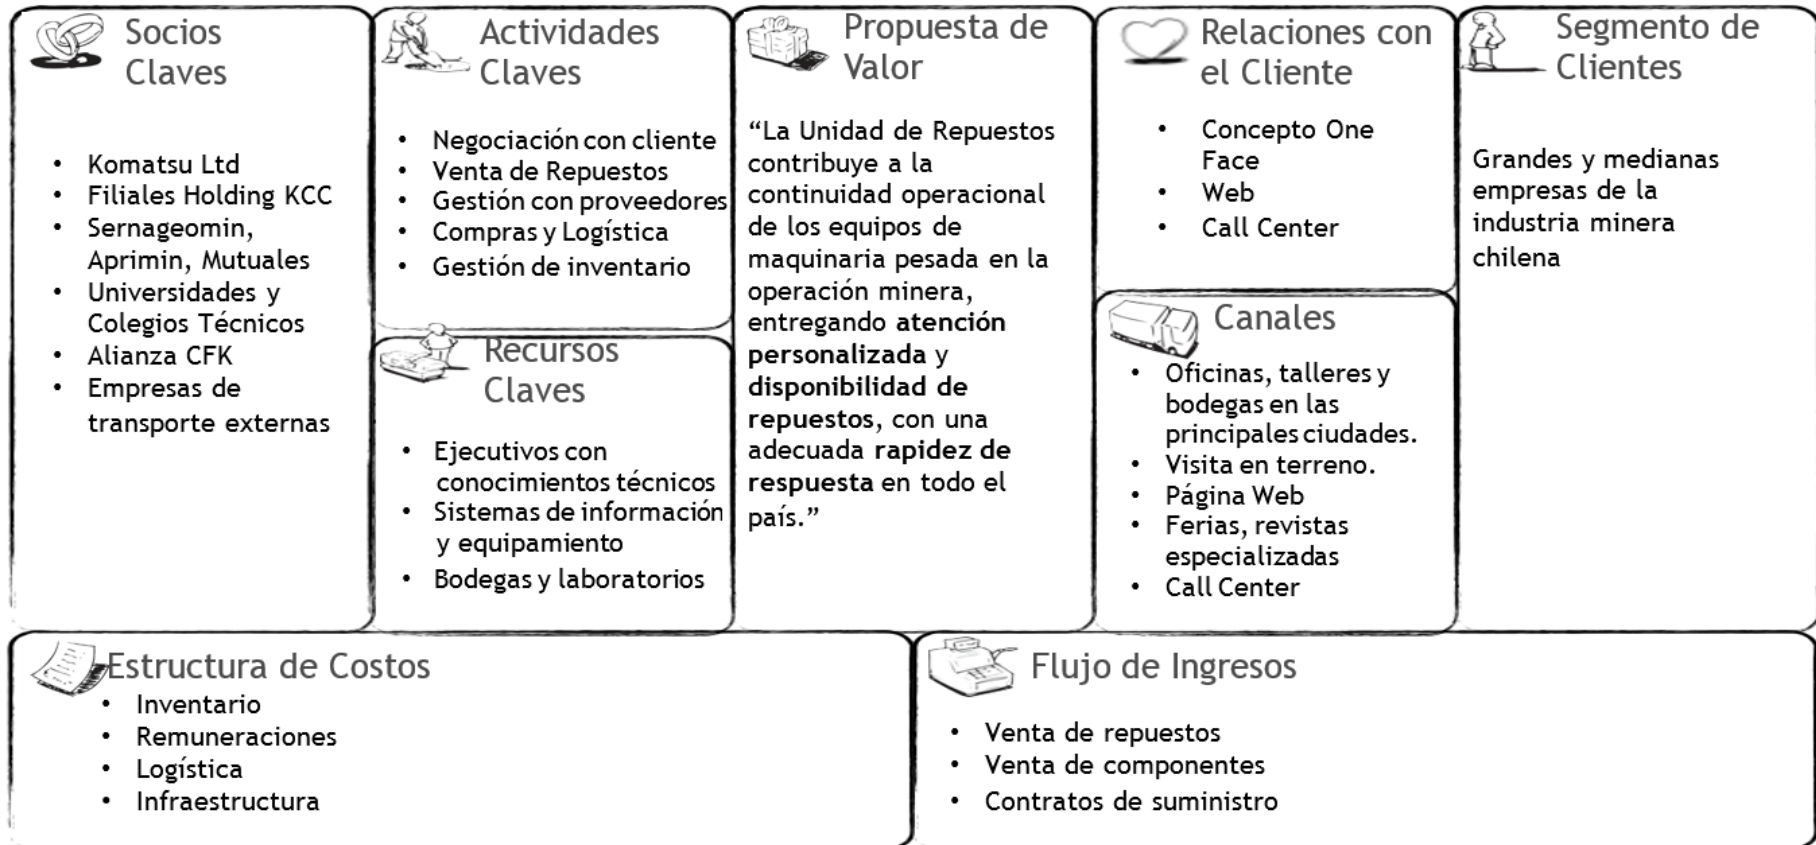 Socios
Claves
• Komatsu Ltd
• Filiales Holding KCC
• Sernageomin,
Aprimin, Mutuales
• Universidades y
Colegios Técnicos
• Alianza CFK
• Empresas de
transporte externas
Actividades
Claves
• Negociación con cliente
• Venta de Repuestos
• Gestión con proveedores
• Compras y Logística
• Gestión de inventario
Recursos
Claves
• Ejecutivos con
conocimientos técnicos
• Sistemas de información
y equipamiento
• Bodegas y laboratorios
Propuesta de
Valor
“La Unidad de Repuestos
contribuye a la
continuidad operacional
de los equipos de
maquinaria pesada en la
operación minera,
entregando atención
personalizada y
disponibilidad de
repuestos, con una
adecuada rapidez de
respuesta en todo el
país.”
Relaciones con
el Cliente
• Concepto One
Face
• Web
• Call Center
Canales
• Oficinas, talleres y
bodegas en las
principales ciudades.
• Visita en terreno.
• Página Web
• Ferias, revistas
especializadas
• Call Center
Segmento de
Clientes
Grandes y medianas
empresas de la
industria minera
chilena
Estructura de Costos
• Inventario
• Remuneraciones
• Logística
• Infraestructura
Flujo de Ingresos
• Venta de repuestos
• Venta de componentes
• Contratos de suministro